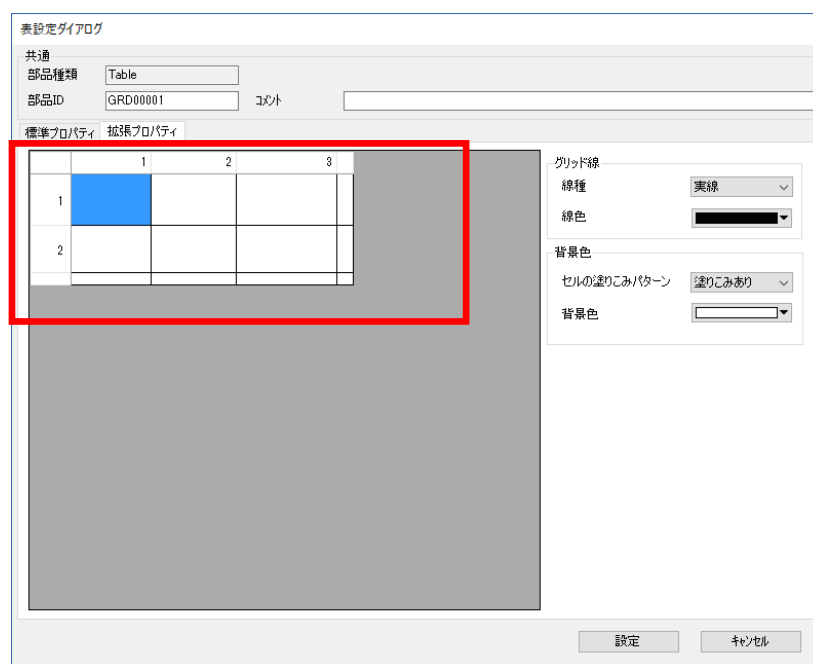 表設定ダイアログ
共通
部品種類 Table
部品ID GRD00001 コメント
標準プロパティ 拡張プロパティ
1 2 3
1
2
グリッド線
線種 実線
線色
背景色
セルの塗りこみパターン 塗りこみあり
背景色
設定 キャンセル